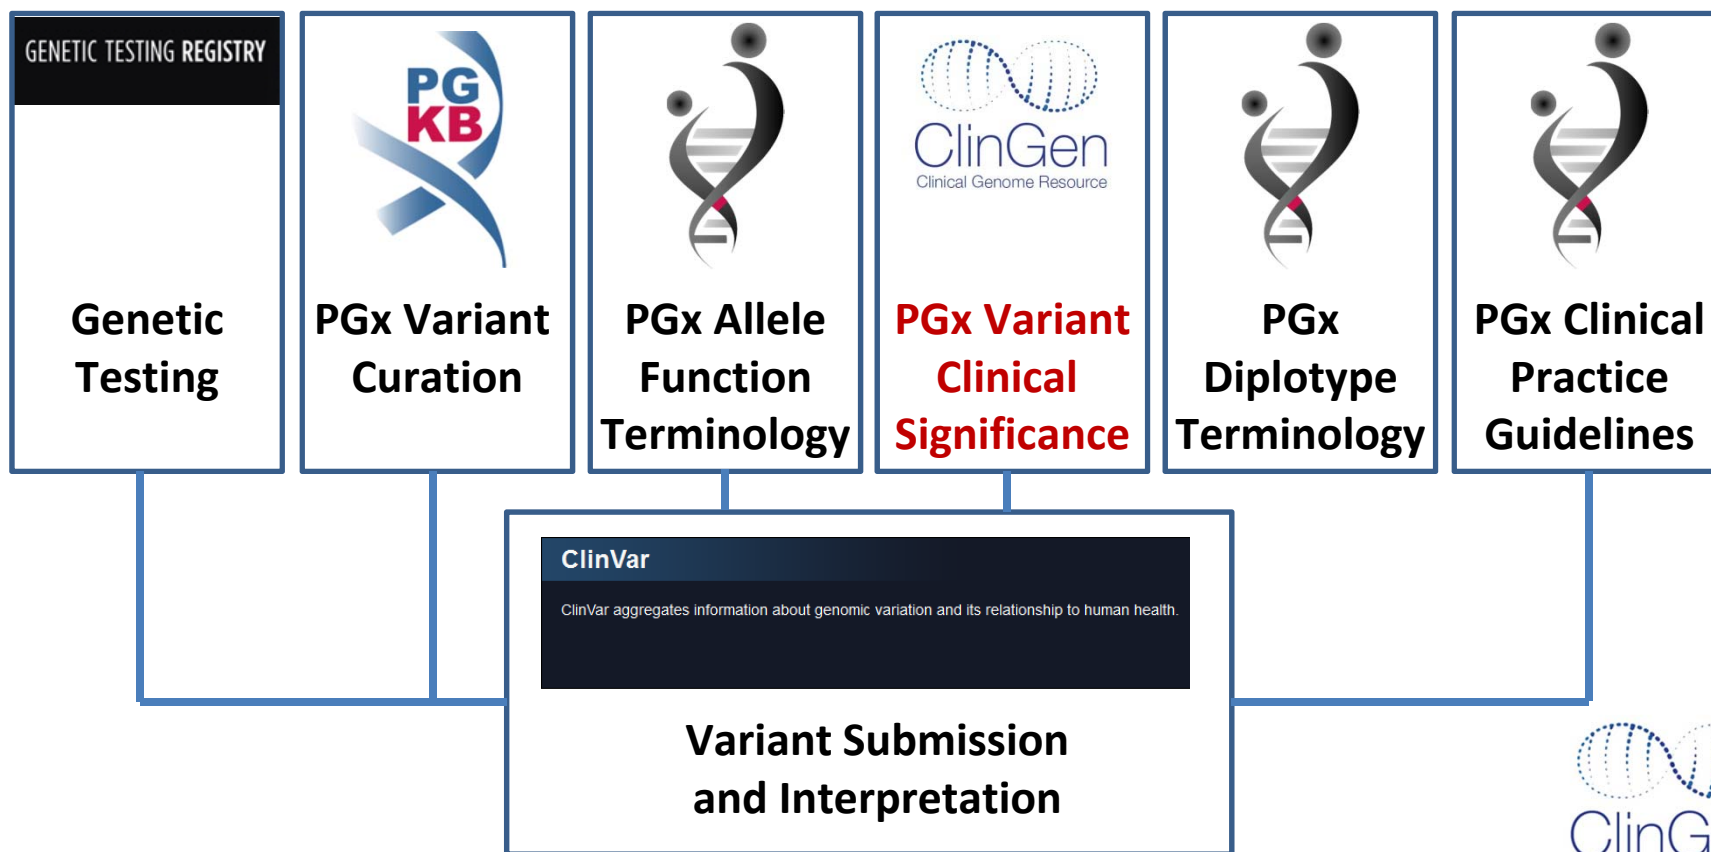 GENETIC TESTING REGISTRY
Genetic
Testing
PG
KB
PGx Variant
Curation
PGx Allele
Function
Terminology
ClinGen
Clinical Genome Resource
PGx Variant
Clinical
Significance
PGx
Diplotype
Terminology
PGx Clinical
Practice
Guidelines
ClinVar
ClinVar aggregates information about genomic variation and its relationship to human health.
Variant Submission
and Interpretation